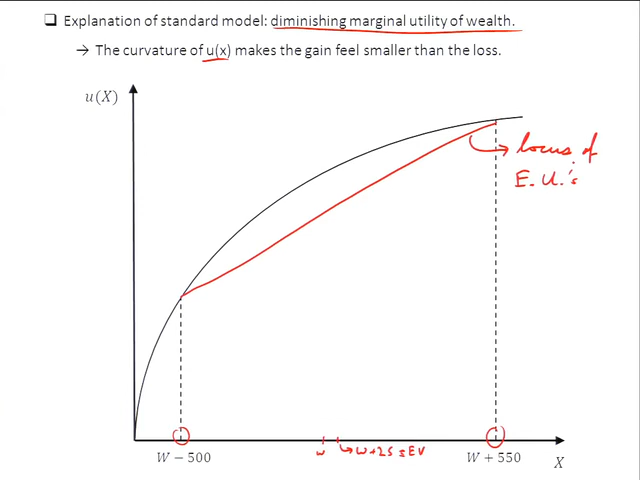 ❑ Explanation of standard model: diminishing marginal utility of wealth.
→ The curvature of u(x) makes the gain feel smaller than the loss.
u(X)
→ locus of
E.U.'s
W − 500
w
→ W+25 = EV
W + 550
X